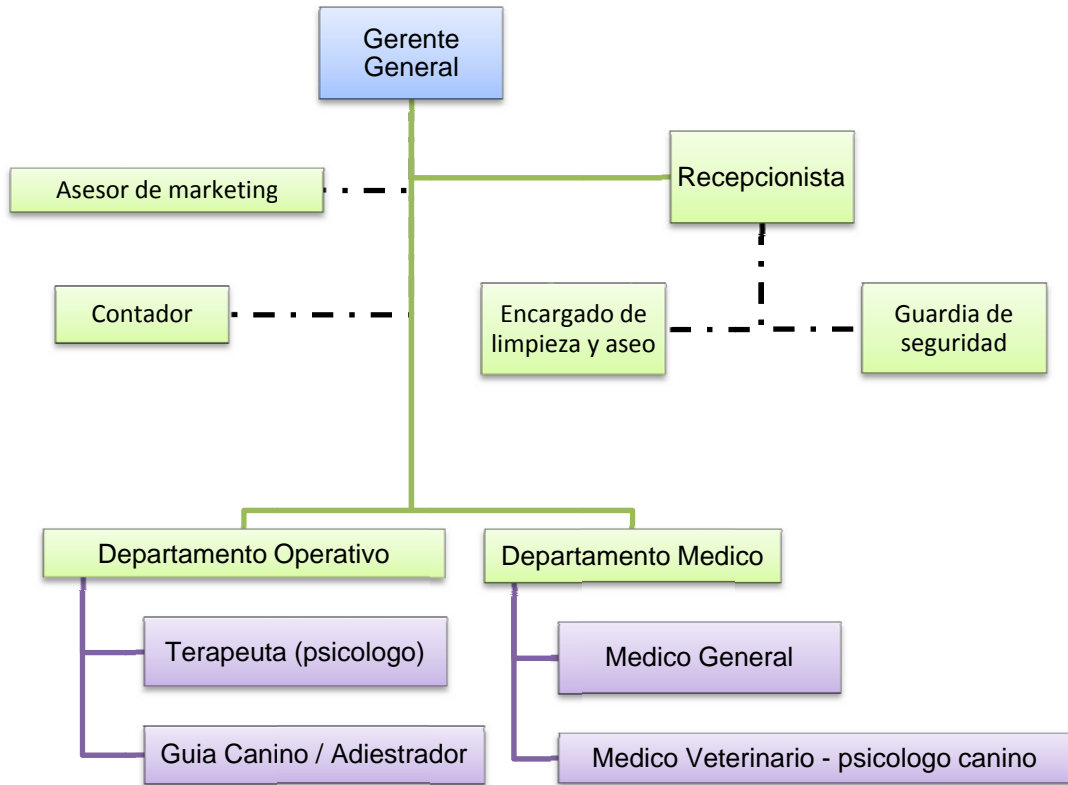 Gerente
General
Asesor de marketing
Recepcionista
Contador
Encargado de
limpieza y aseo
Guardia de
seguridad
Departamento Operativo
Departamento Medico
Terapeuta (psicologo)
Medico General
Guia Canino / Adiestrador
Medico Veterinario - psicologo canino